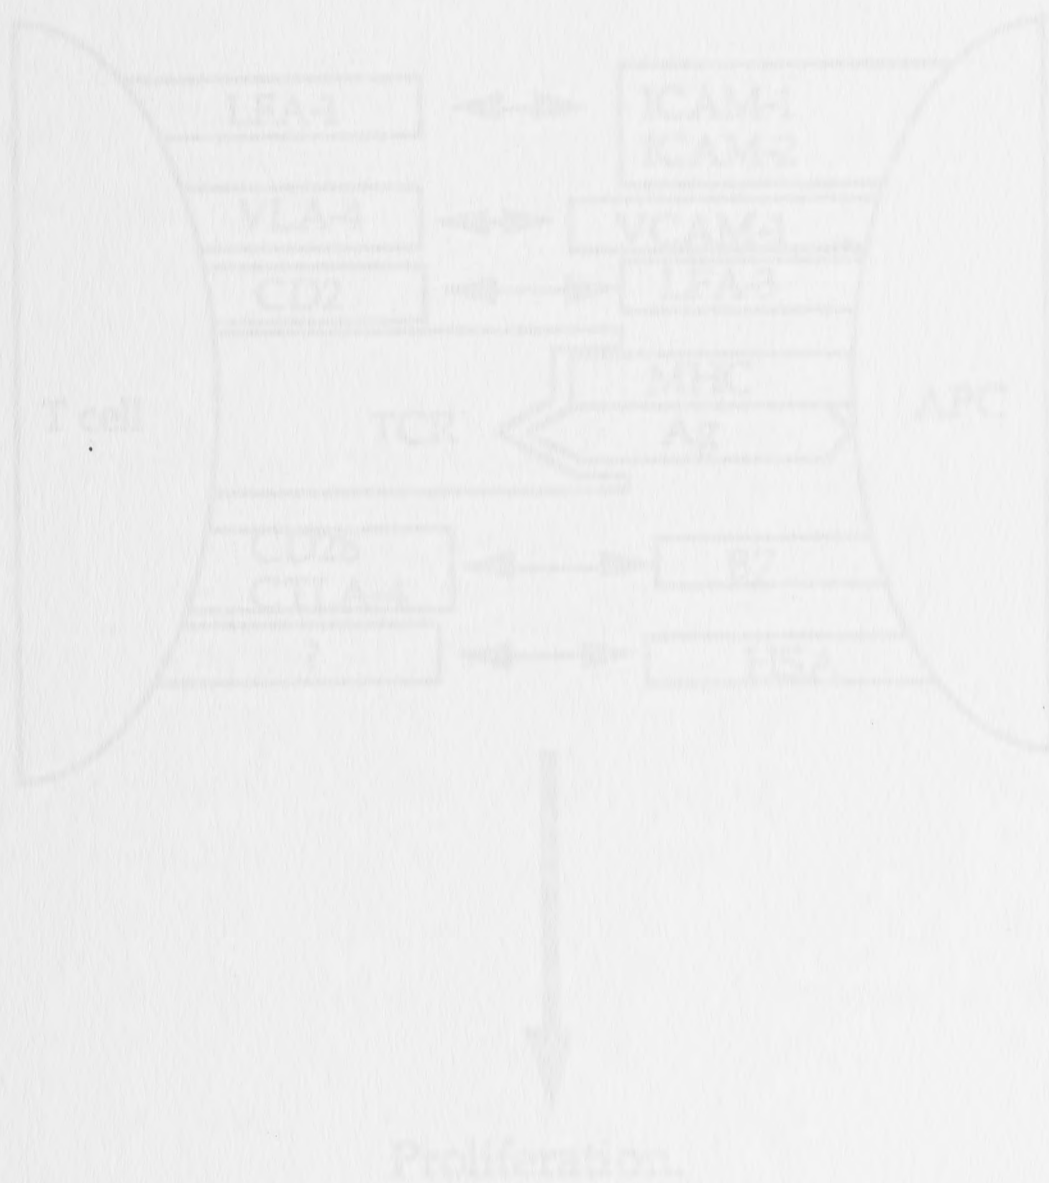 LFA-1
ICAM-1
ICAM-2
VLA-4
VCAM-1
CD2
LFA-3
MHC
T cell
TCR
Ag
APC
CD28
CTLA-4
B7
?
HSA
Proliferation.